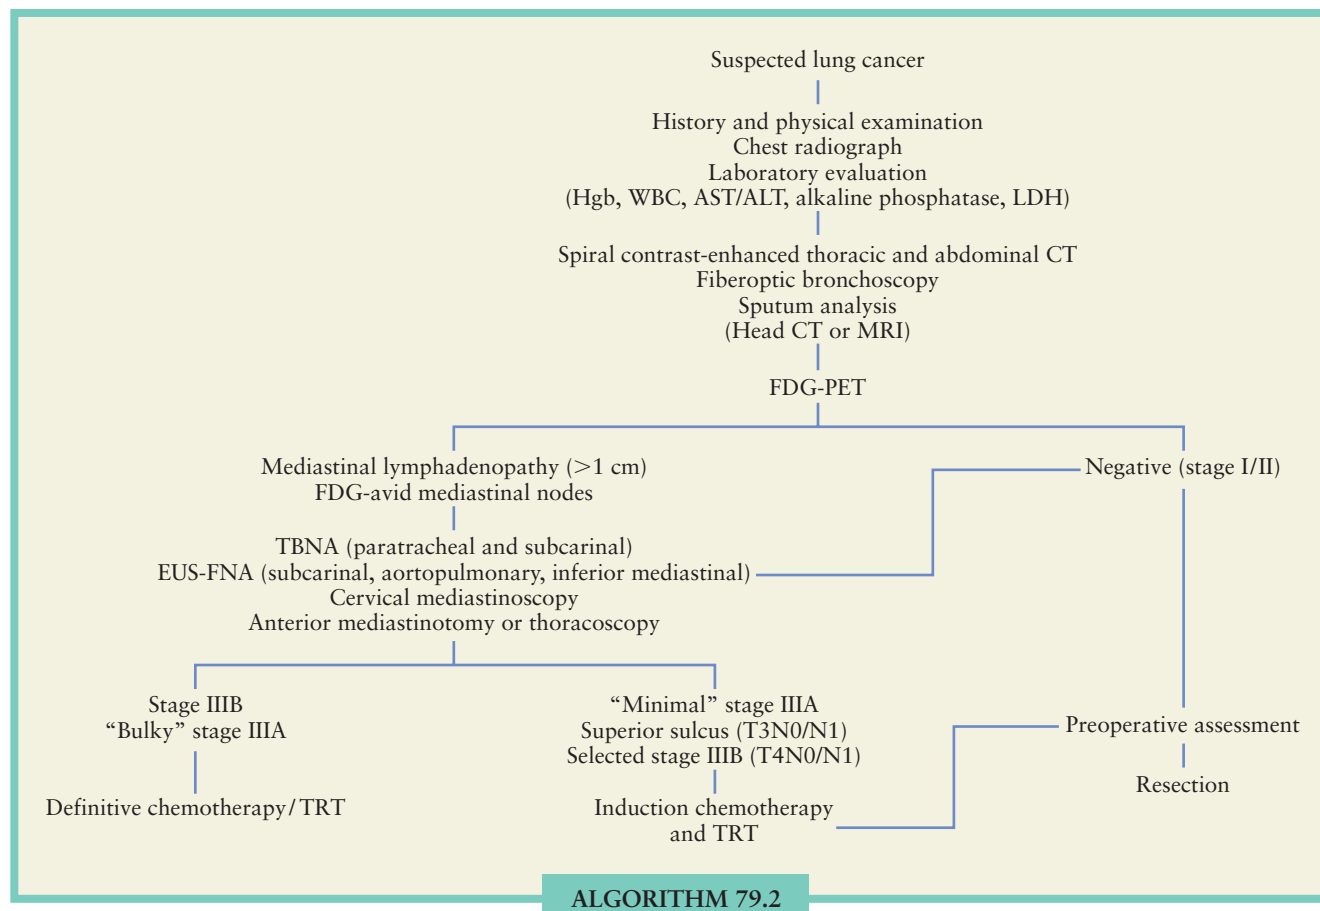 Suspected lung cancer
History and physical examination
Chest radiograph
Laboratory evaluation
(Hgb, WBC, AST/ALT, alkaline phosphatase, LDH)
Spiral contrast-enhanced thoracic and abdominal CT
Fiberoptic bronchoscopy
Sputum analysis
(Head CT or MRI)
FDG-PET
Mediastinal lymphadenopathy (>1 cm)
FDG-avid mediastinal nodes
Negative (stage I/II)
TBNA (paratracheal and subcarinal)
EUS-FNA (subcarinal, aortopulmonary, inferior mediastinal)
Cervical mediastinoscopy
Anterior mediastinotomy or thoracoscopy
Stage IIIB
“Bulky” stage IIIA
“Minimal” stage IIIA
Superior sulcus (T3N0/N1)
Selected stage IIIB (T4N0/N1)
Preoperative assessment
Resection
Definitive chemotherapy/TRT
Induction chemotherapy
and TRT
ALGORITHM 79.2